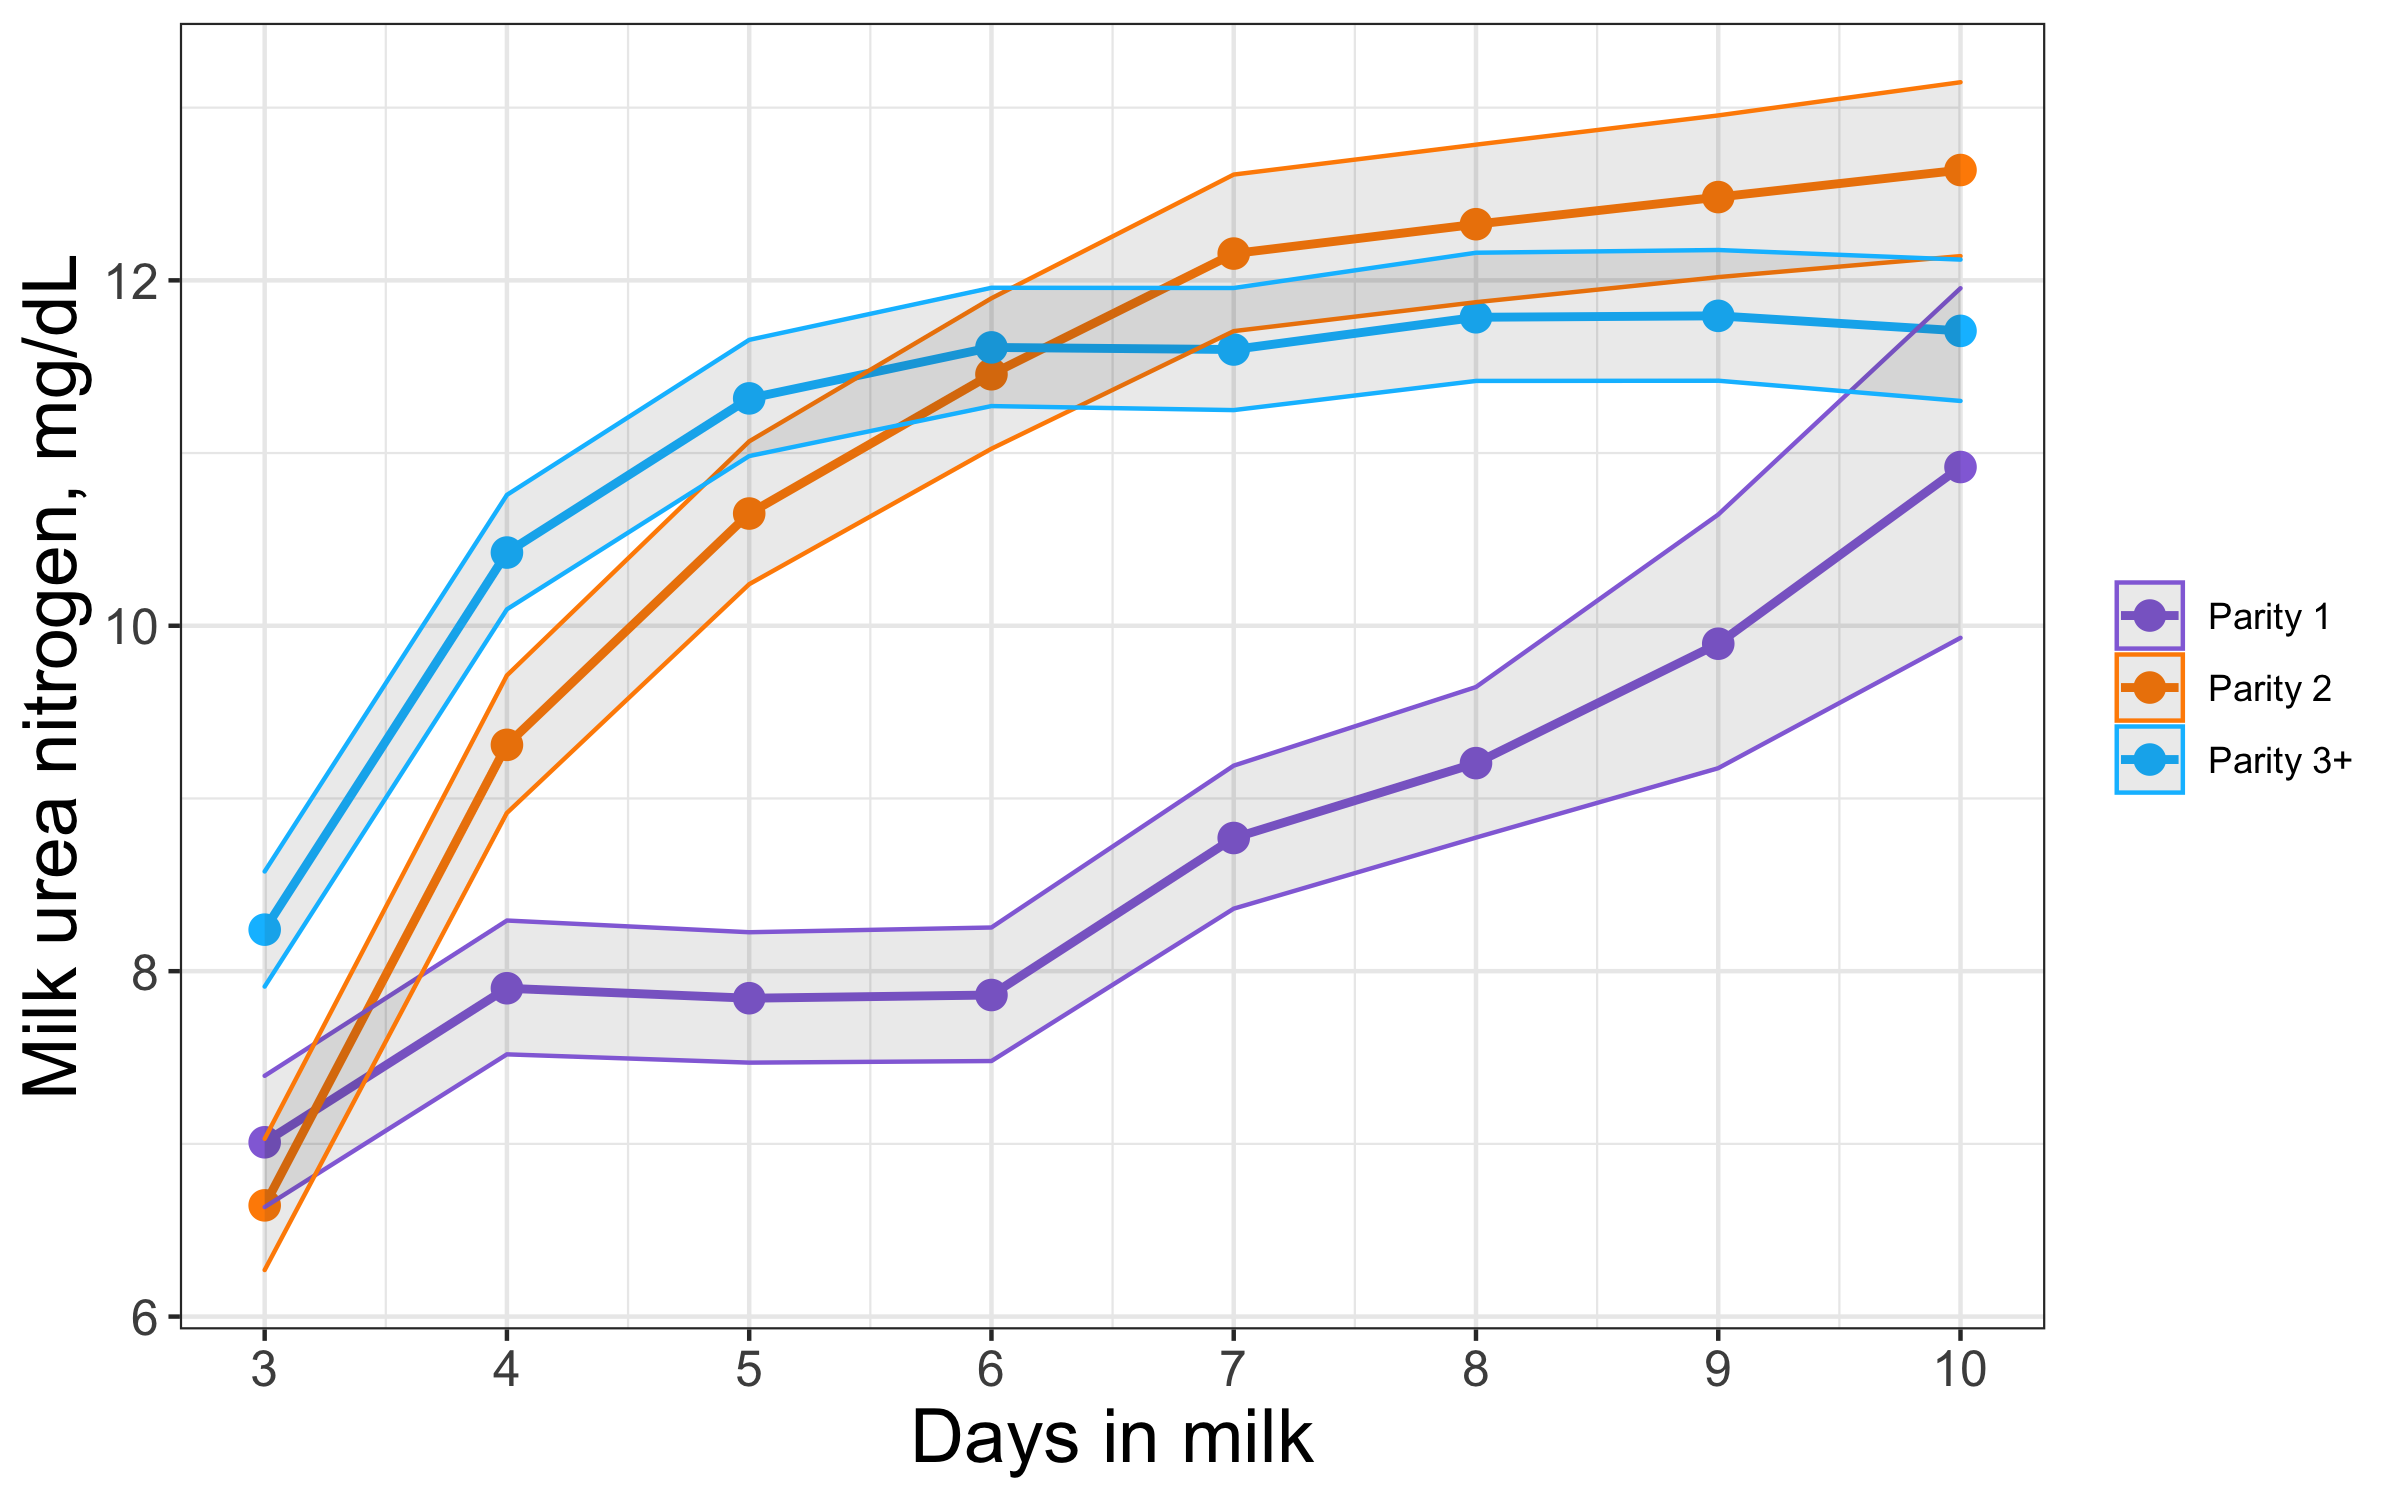 Milk urea nitrogen, mg/dL
12
10
8
6
3 4 5 6 7 8 9 10
Days in milk
Parity 1
Parity 2
Parity 3+